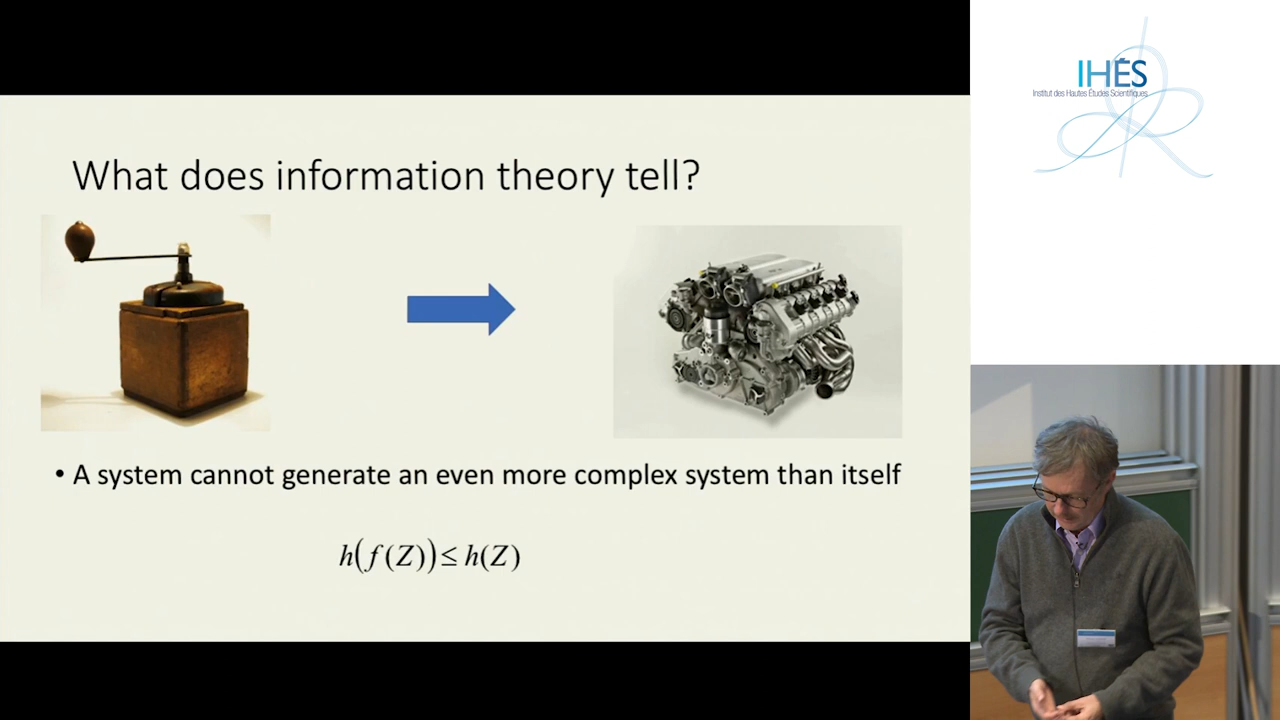 What does information theory tell?
• A system cannot generate an even more complex system than itself
h(f(Z)) ≤ h(Z)
IHÉS
Institut des Hautes Études Scientifiques